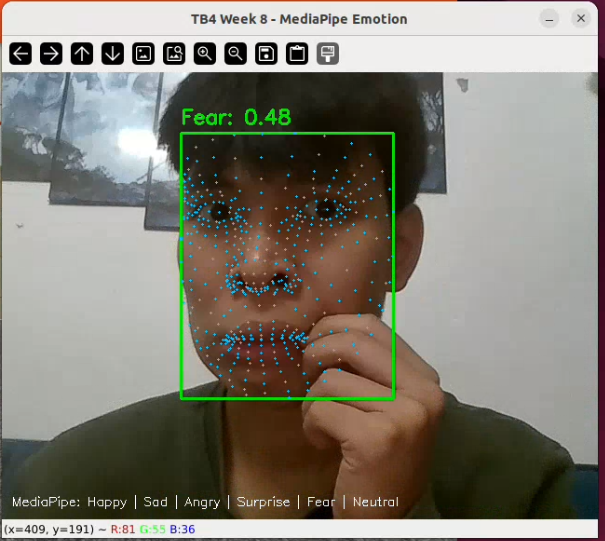 TB4 Week 8 - MediaPipe Emotion
Fear: 0.48
MediaPipe: Happy | Sad | Angry | Surprise | Fear | Neutral
(x=409, y=191) ~ R:81 G:55 B:36